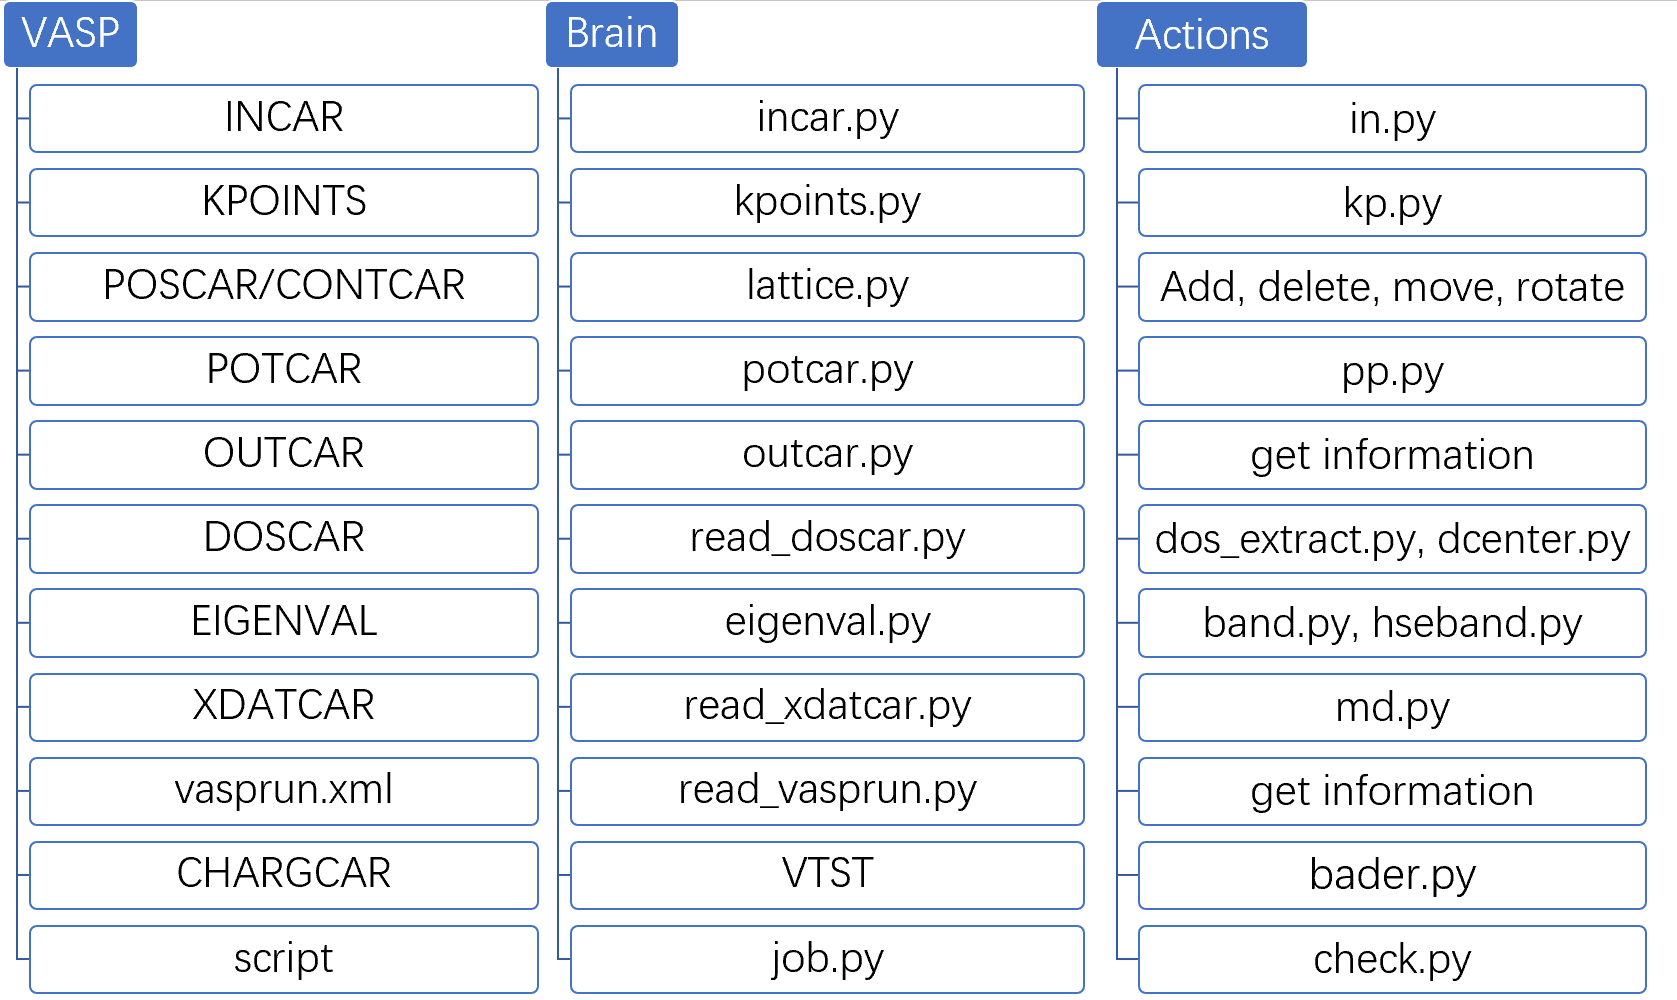 VASP
INCAR
KPOINTS
POSCAR/CONTCAR
POTCAR
OUTCAR
DOSCAR
EIGENVAL
XDATCAR
vasprun.xml
CHARGCAR
script
Brain
incar.py
kpoints.py
lattice.py
potcar.py
outcar.py
read_doscar.py
eigenval.py
read_xdatcar.py
read_vasprun.py
VTST
job.py
Actions
in.py
kp.py
Add, delete, move, rotate
pp.py
get information
dos_extract.py, dcenter.py
band.py, hseband.py
md.py
get information
bader.py
check.py